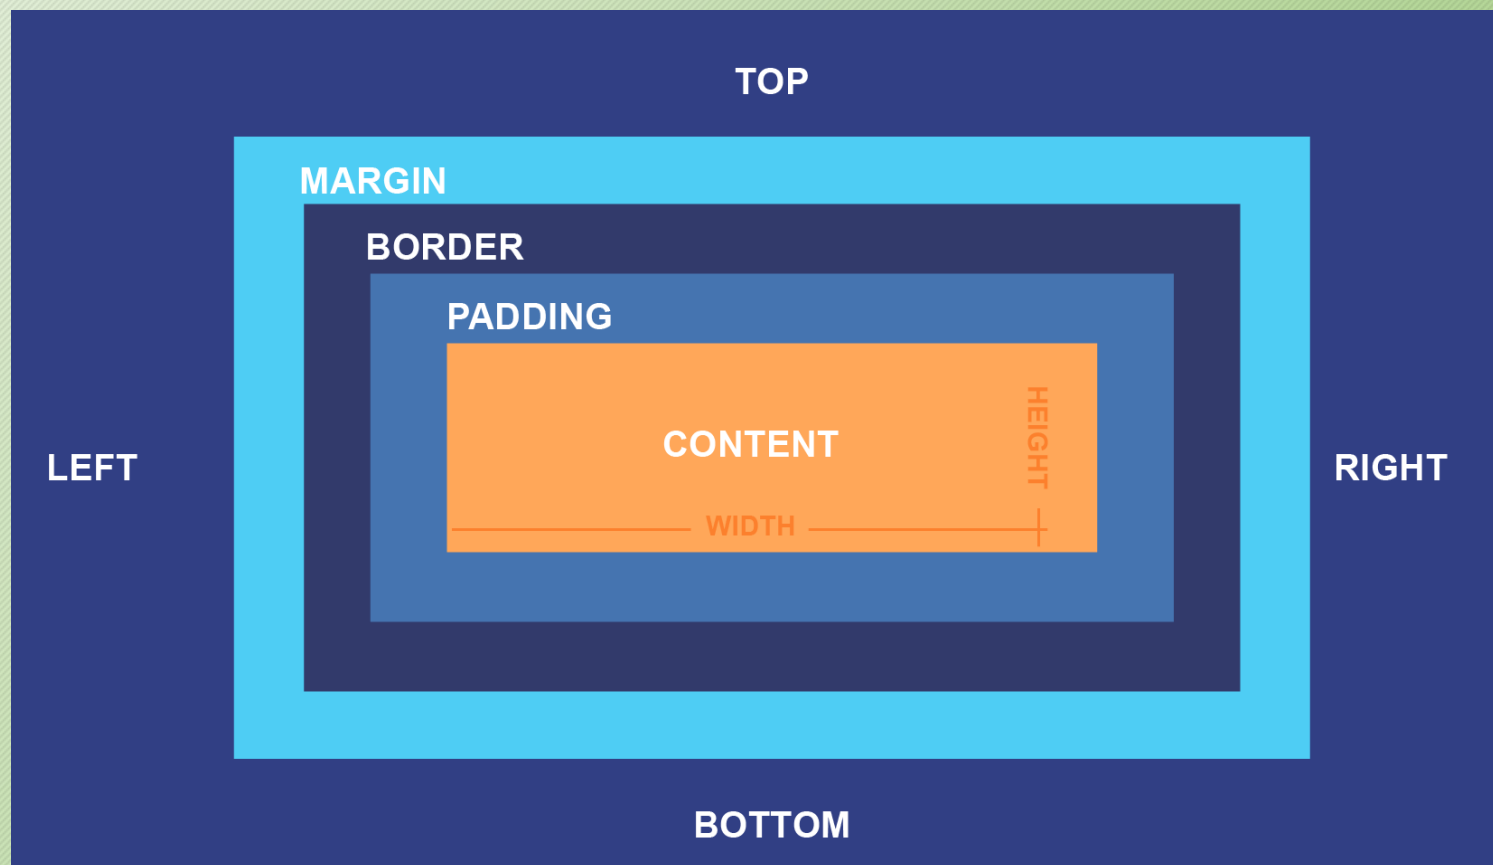 TOP
MARGIN
BORDER
PADDING
HEIGHT
CONTENT
LEFT
RIGHT
WIDTH
BOTTOM